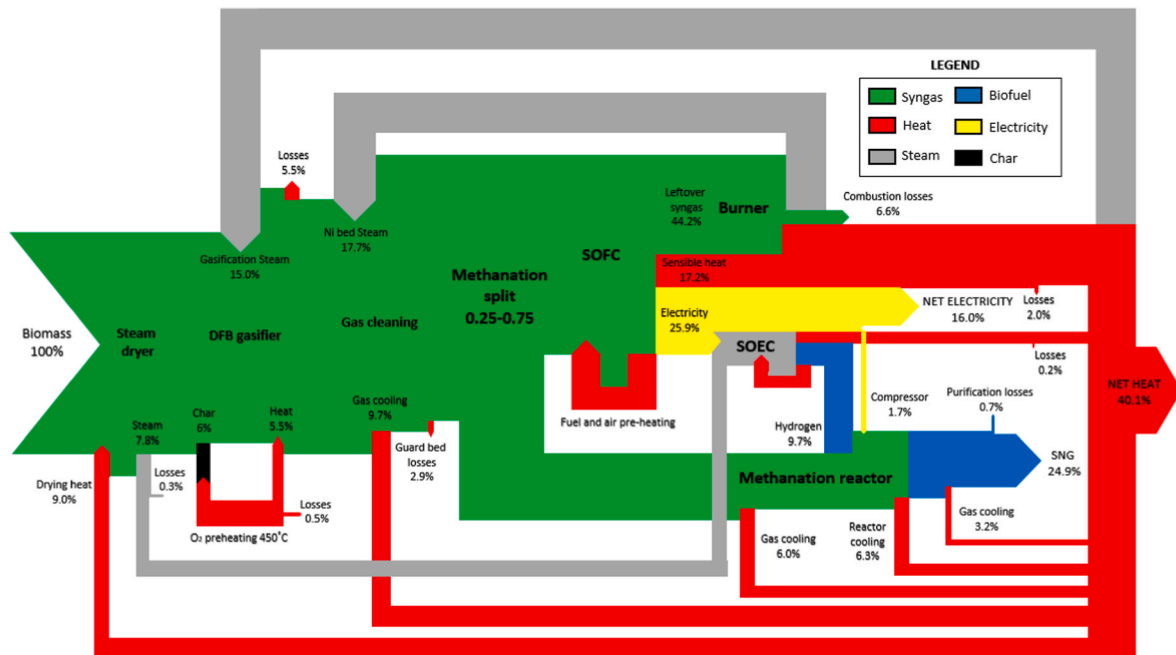 LEGEND
Syngas
Biofuel
Heat
Electricity
Steam
Char
Losses
5.5%
Leftover
syngas
44.2%
Burner
Combustion losses
6.6%
Ni bed Steam
17.7%
Gasification Steam
15.0%
SOFC
Sensible heat
17.2%
Methanation
split
0.25-0.75
Biomass
100%
Steam
dryer
DFB gasifier
Gas cleaning
Electricity
25.9%
NET ELECTRICITY
16.0%
Losses
2.0%
SOEC
Losses
0.2%
NET HEAT
40.1%
Steam
7.8%
Char
6%
Heat
5.5%
Gas cooling
9.7%
Fuel and air pre-heating
Hydrogen
9.7%
Compressor
1.7%
Purification losses
0.7%
Drying heat
9.0%
Losses
0.3%
Guard bed
losses
2.9%
Methanation reactor
SNG
24.9%
Losses
0.5%
O₂ preheating 450°C
Gas cooling
6.0%
Reactor
cooling
6.3%
Gas cooling
3.2%